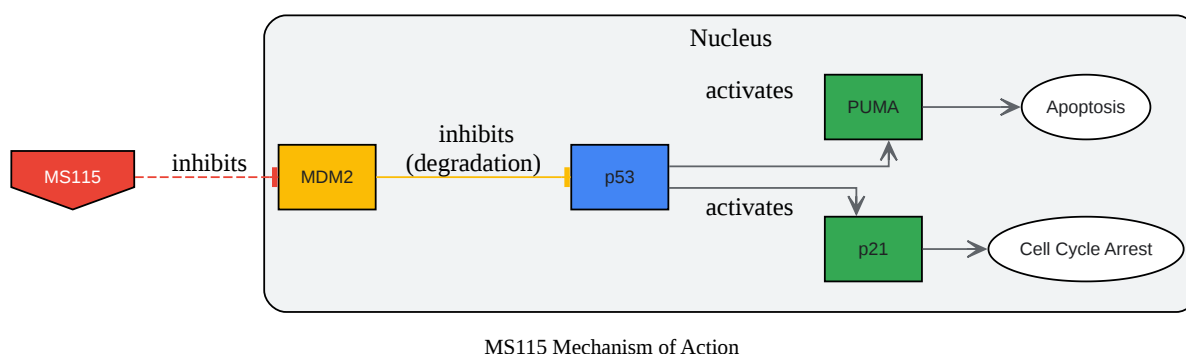 Nucleus
activates
PUMA
Apoptosis
inhibits
(degradation)
inhibits
MS115
MDM2
p53
activates
p21
Cell Cycle Arrest
MS115 Mechanism of Action